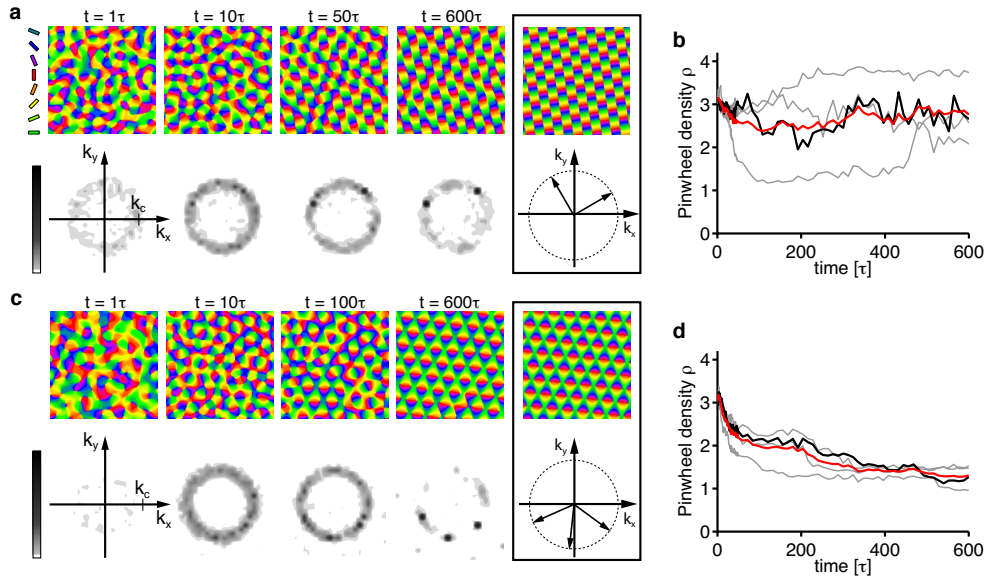 a
t = 1τ t = 10τ t = 50τ t = 600τ
k_y
k_c
k_x
k_y
k_x
b
Pinwheel density ρ
4
3
2
1
0
0 200 400 600
time [τ]
c
t = 1τ t = 10τ t = 100τ t = 600τ
k_y
k_c
k_x
k_y
k_x
d
Pinwheel density ρ
4
3
2
1
0
0 200 400 600
time [τ]